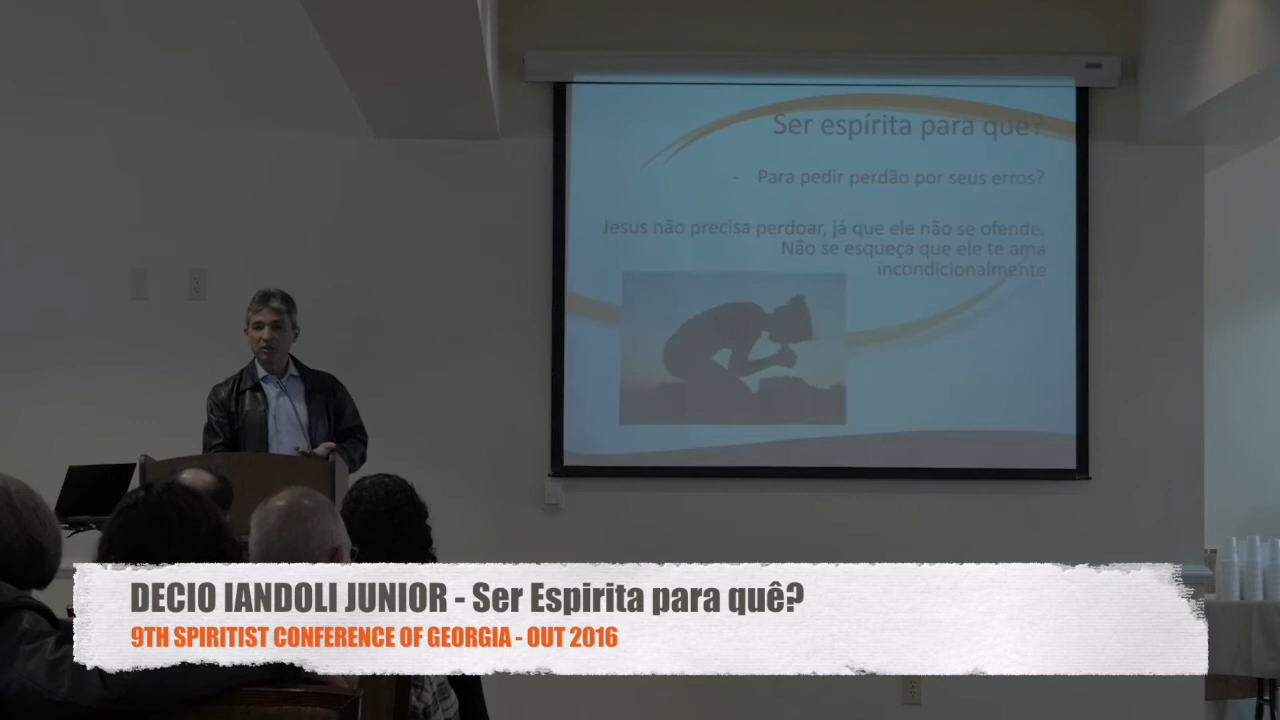 Ser espírita para que?
- Para pedir perdão por seus erros?
Jesus não precisa perdoar, já que ele não se ofende.
Não se esqueça que ele te ama
incondicionalmente
DECIO IANDOLI JUNIOR - Ser Espirita para quê?
9TH SPIRITIST CONFERENCE OF GEORGIA - OUT 2016